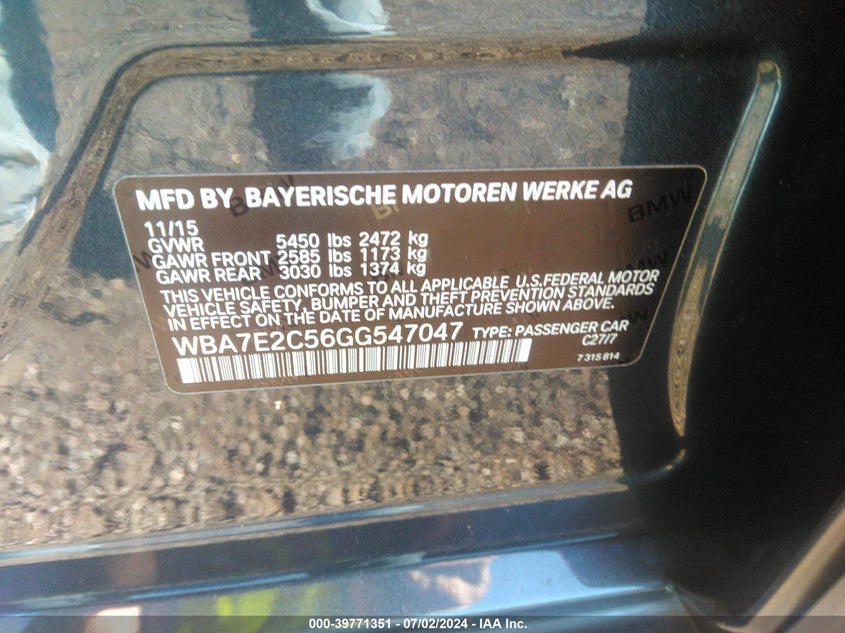 MFD BY BAYERISCHE MOTOREN WERKE AG
11/15
GVWR 5450 lbs 2472 kg
GAWR FRONT 2585 lbs 1173 kg
GAWR REAR 3030 lbs 1374 kg
THIS VEHICLE CONFORMS TO ALL APPLICABLE U.S.FEDERAL MOTOR
VEHICLE SAFETY, BUMPER AND THEFT PREVENTION STANDARDS
IN EFFECT ON THE DATE OF MANUFACTURE SHOWN ABOVE.
WBA7E2C56GG547047 TYPE: PASSENGER CAR
C27/7
7 315 814
BMW
000-39771351 07/02/2024 - IAA Inc.